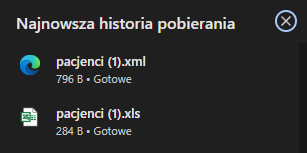 Najnowsza historia pobierania
pacjenci (1).xml
796 B • Gotowe
pacjenci (1).xls
284 B • Gotowe